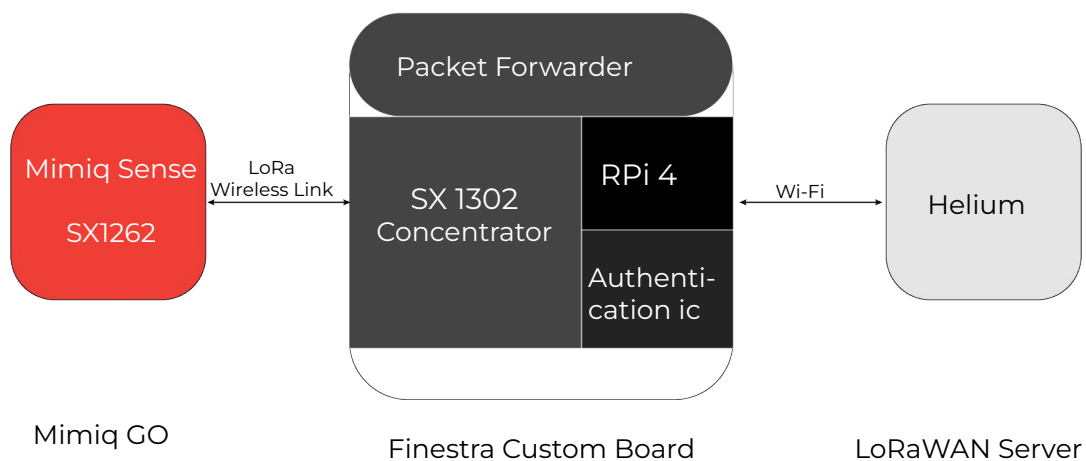 Packet Forwarder
Mimiq Sense
SX1262
LoRa
Wireless Link
SX 1302
Concentrator
RPi 4
Authenti-
cation ic
Wi-Fi
Helium
Mimiq GO
Finestra Custom Board
LoRaWAN Server